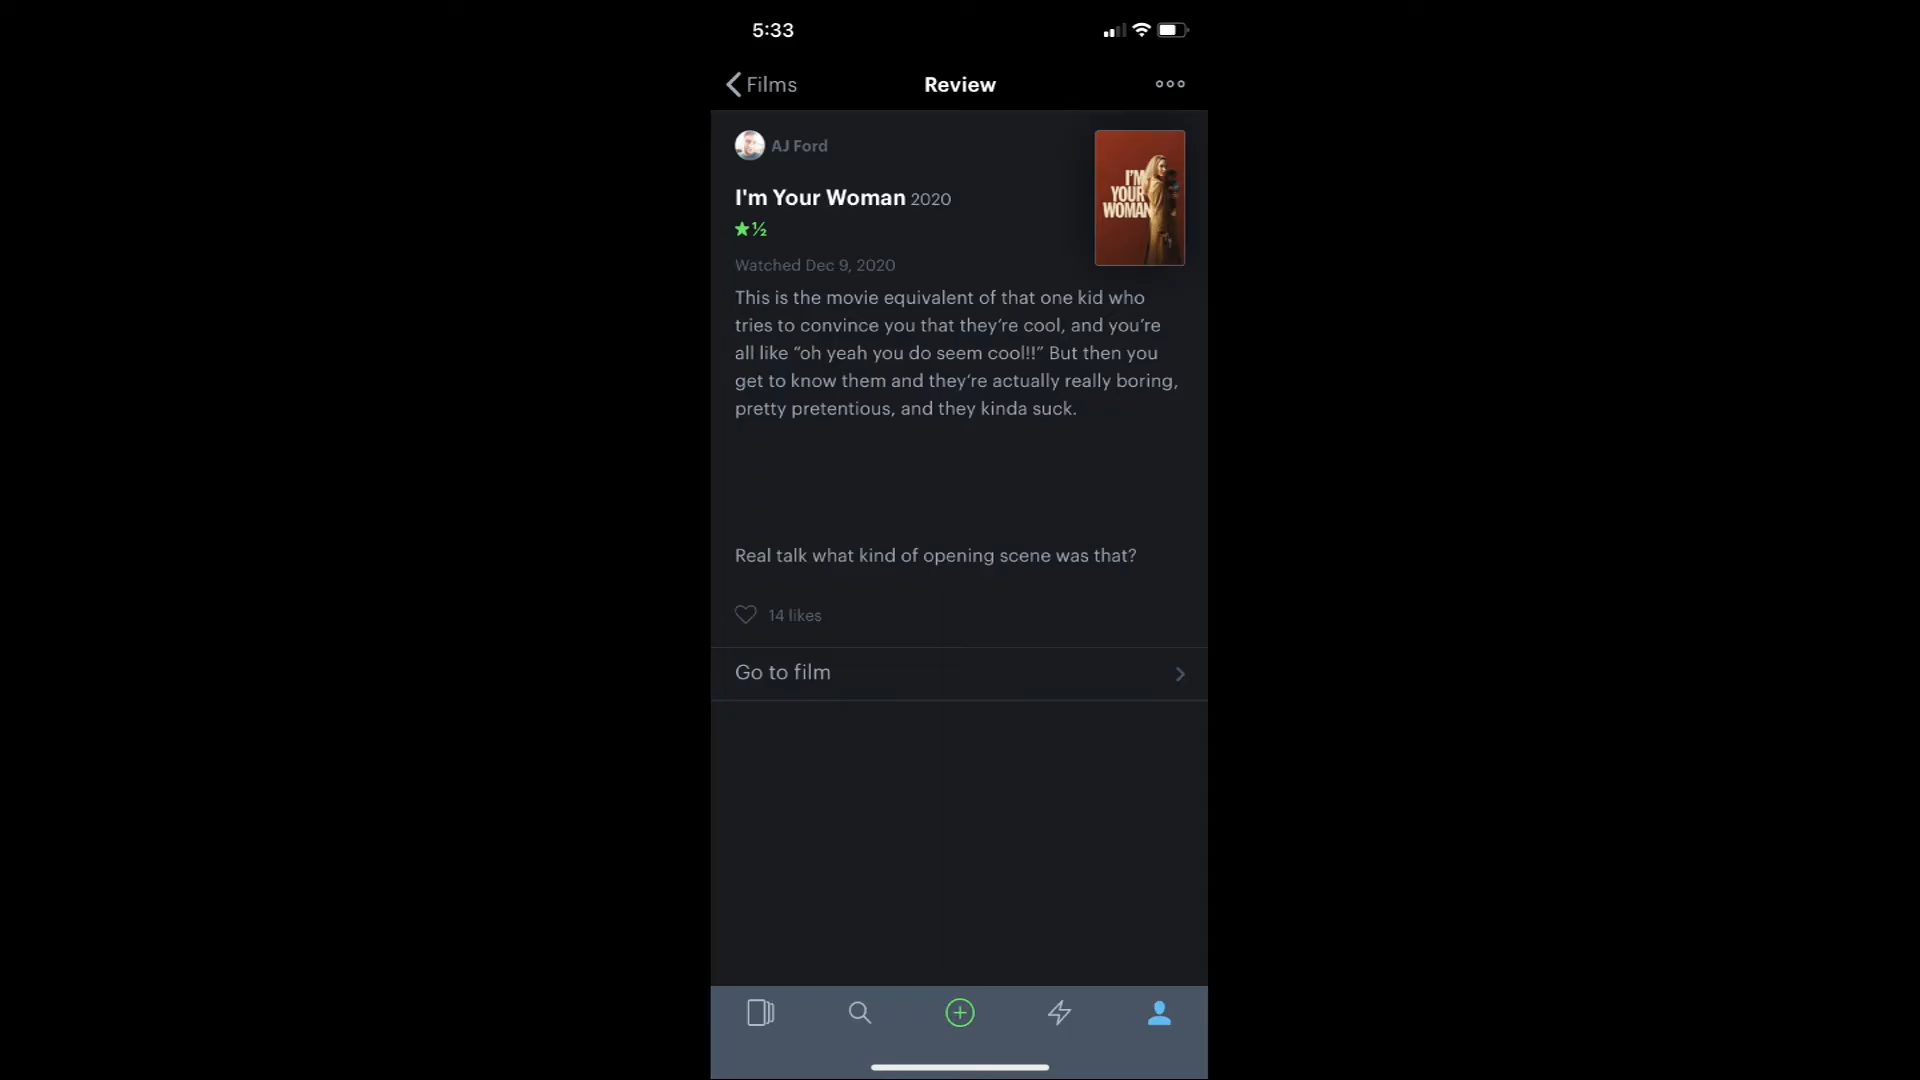 5:33
Films
Review
AJ Ford
I'M
YOUR
WOMAN
I'm Your Woman 2020
★½
Watched Dec 9, 2020
This is the movie equivalent of that one kid who
tries to convince you that they’re cool, and you’re
all like “oh yeah you do seem cool!!” But then you
get to know them and they’re actually really boring,
pretty pretentious, and they kinda suck.
Real talk what kind of opening scene was that?
14 likes
Go to film